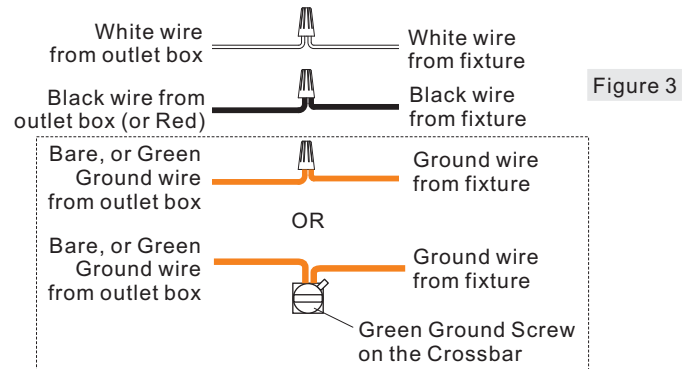 White wire
from outlet box
White wire
from fixture
Black wire from
outlet box (or Red)
Black wire
from fixture
Figure 3
Bare, or Green
Ground wire
from outlet box
Ground wire
from fixture
OR
Bare, or Green
Ground wire
from outlet box
Ground wire
from fixture
Green Ground Screw
on the Crossbar